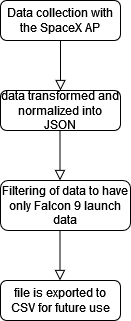 Data collection with
the SpaceX AP
data transformed and
normalized into
JSON
Filtering of data to have
only Falcon 9 launch
data
file is exported to
CSV for future use